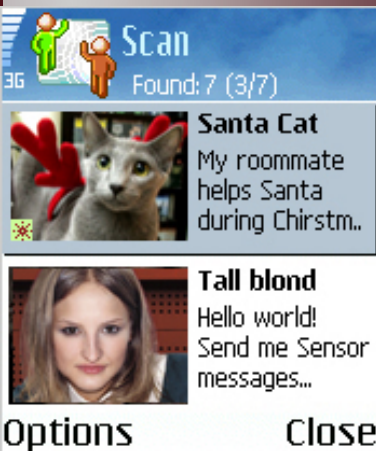 Scan
3G
Found: 7 (3/7)
Santa Cat
My roommate
helps Santa
during Chirstm..
Tall blond
Hello world!
Send me Sensor
messages...
Options Close